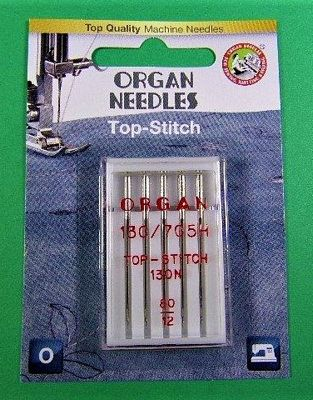 Top Quality Machine Needles
ORGAN
NEEDLES
Top-Stitch
ORGAN
130/705H
TOP-STITCH
130N
80
12
O